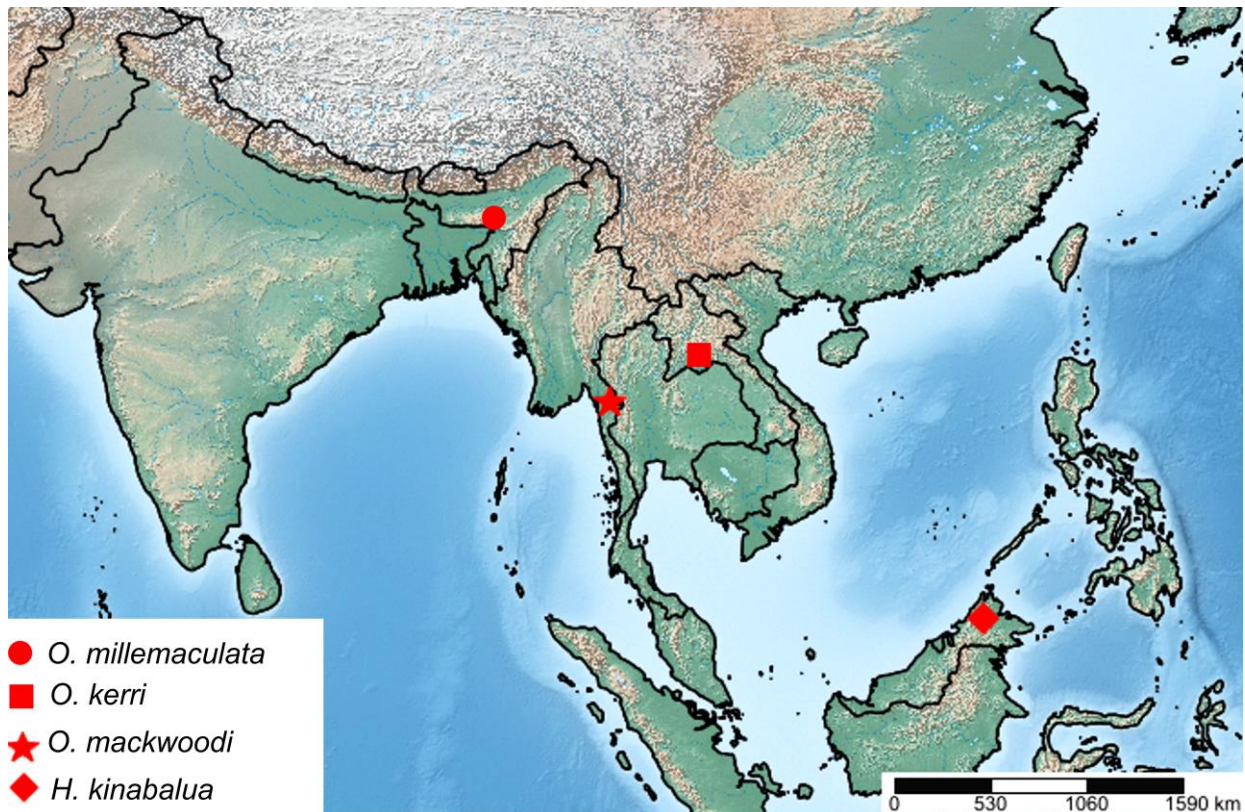 O. millemaculata
O. kerri
O. mackwoodi
H. kinabalua
0 530 1060 1590 km